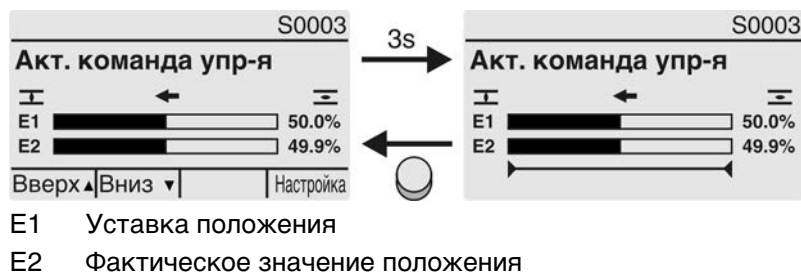 S0003
Акт. команда упр-я
E1 50.0%
E2 49.9%
Вверх▲ Вниз ▼ Настройка
3s
S0003
Акт. команда упр-я
E1 50.0%
E2 49.9%
E1 Уставка положения
E2 Фактическое значение положения